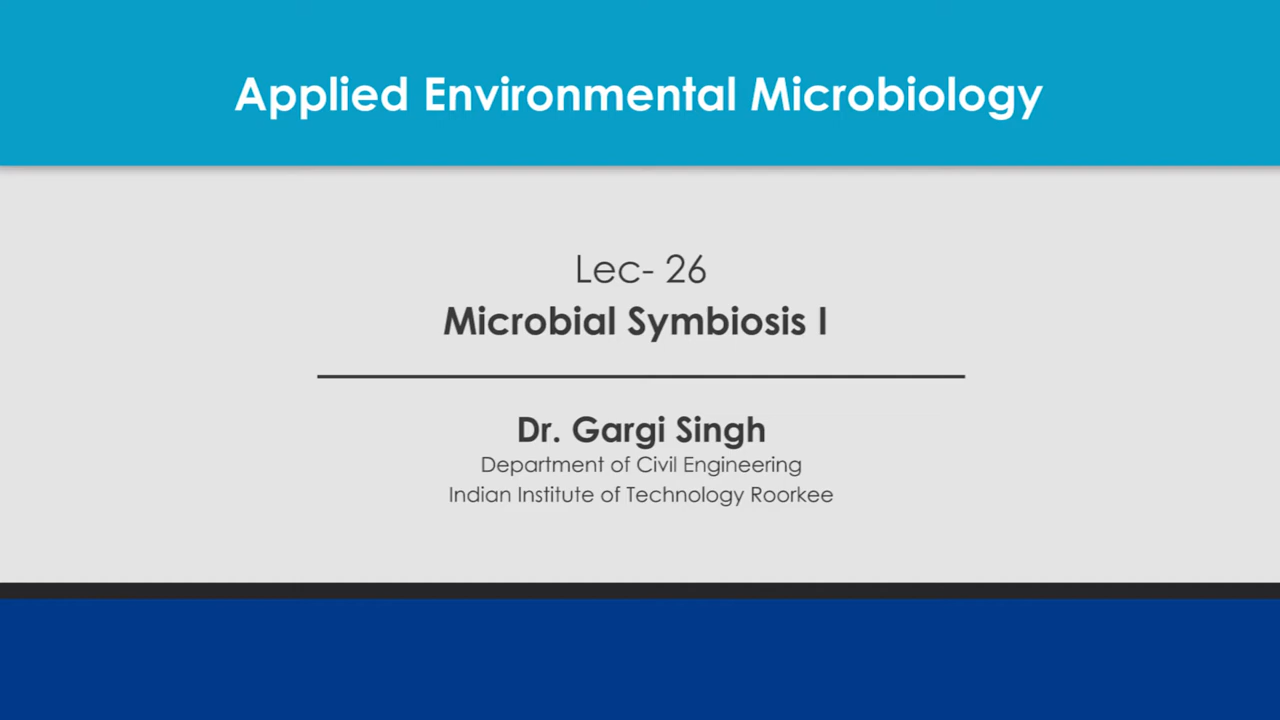 Applied Environmental Microbiology
Lec- 26
Microbial Symbiosis I
Dr. Gargi Singh
Department of Civil Engineering
Indian Institute of Technology Roorkee